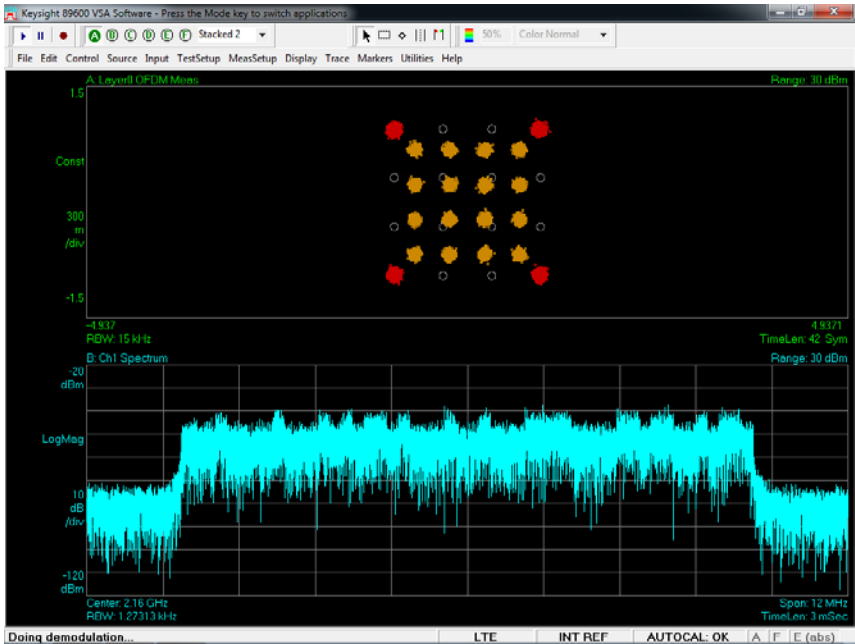 Keysight 89600 VSA Software - Press the Mode key to switch applications
A B C D E F Stacked 2 50% Color Normal
File Edit Control Source Input TestSetup MeasSetup Display Trace Markers Utilities Help
A: Layer0 OFDM Meas Range: 30 dBm
1.5
Const
300
m
/div
-1.5
-4.937 4.9371
RBW: 15 kHz TimeLen: 42 Sym
B: Ch1 Spectrum Range: 30 dBm
-20
dBm
LogMag
10
dB
/div
-120
dBm
Center: 2.16 GHz Span: 12 MHz
RBW: 1.27313 kHz TimeLen: 3 mSec
Doing demodulation... LTE INT REF AUTOCAL: OK A F E (abs)